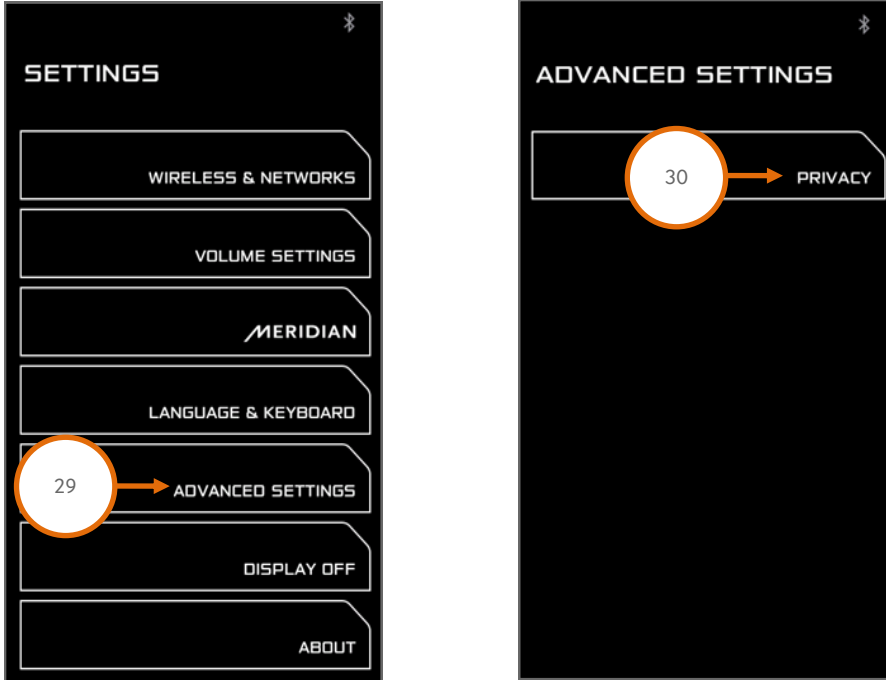 SETTINGS
WIRELESS & NETWORKS
VOLUME SETTINGS
MERIDIAN
LANGUAGE & KEYBOARD
29
ADVANCED SETTINGS
DISPLAY OFF
ABOUT
ADVANCED SETTINGS
30
PRIVACY